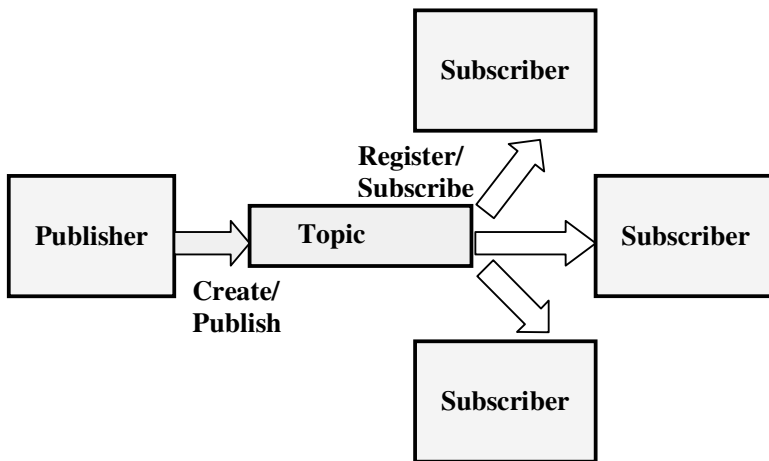 Subscriber
Register/
Subscribe
Publisher
Topic
Subscriber
Create/
Publish
Subscriber